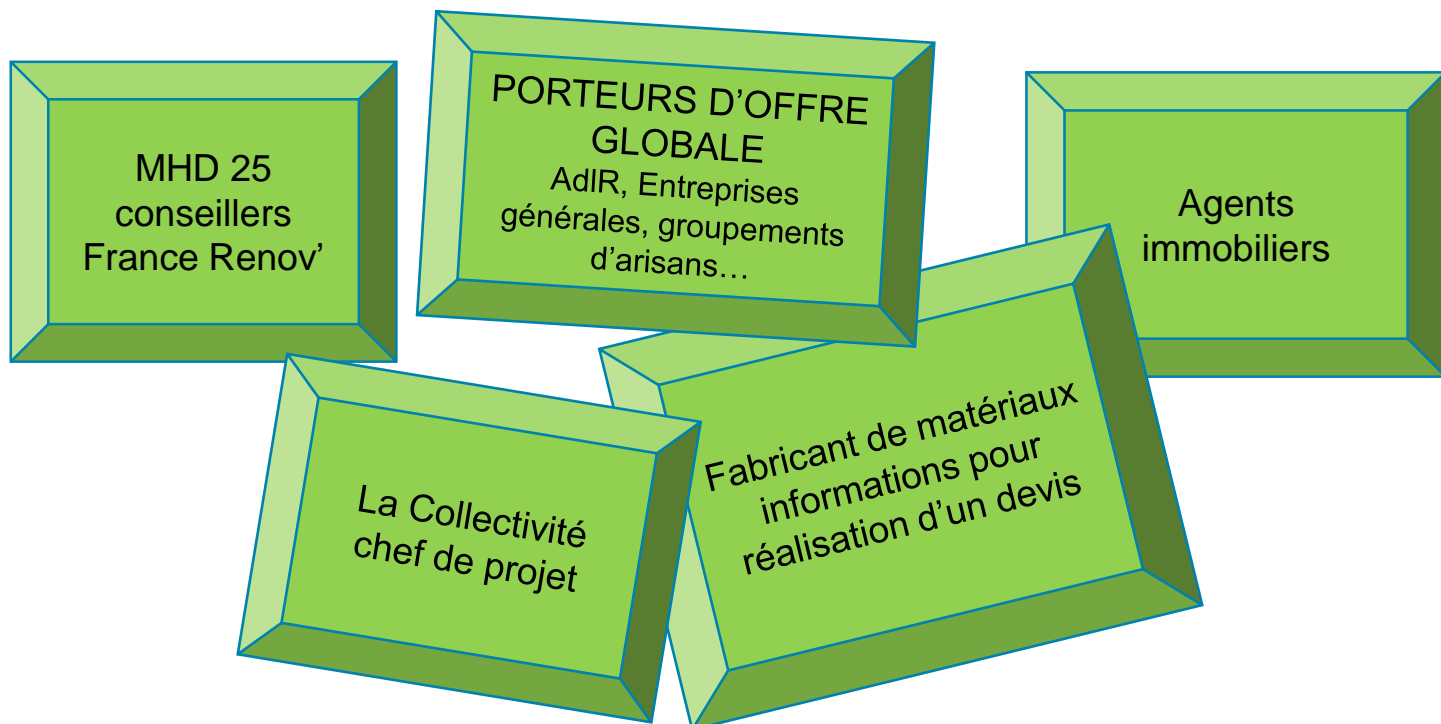 MHD 25
conseillers
France Renov’
PORTEURS D’OFFRE
GLOBALE
AdIR, Entreprises
générales, groupements
d’arisans…
Agents
immobiliers
La Collectivité
chef de projet
Fabricant de matériaux
informations pour
réalisation d’un devis